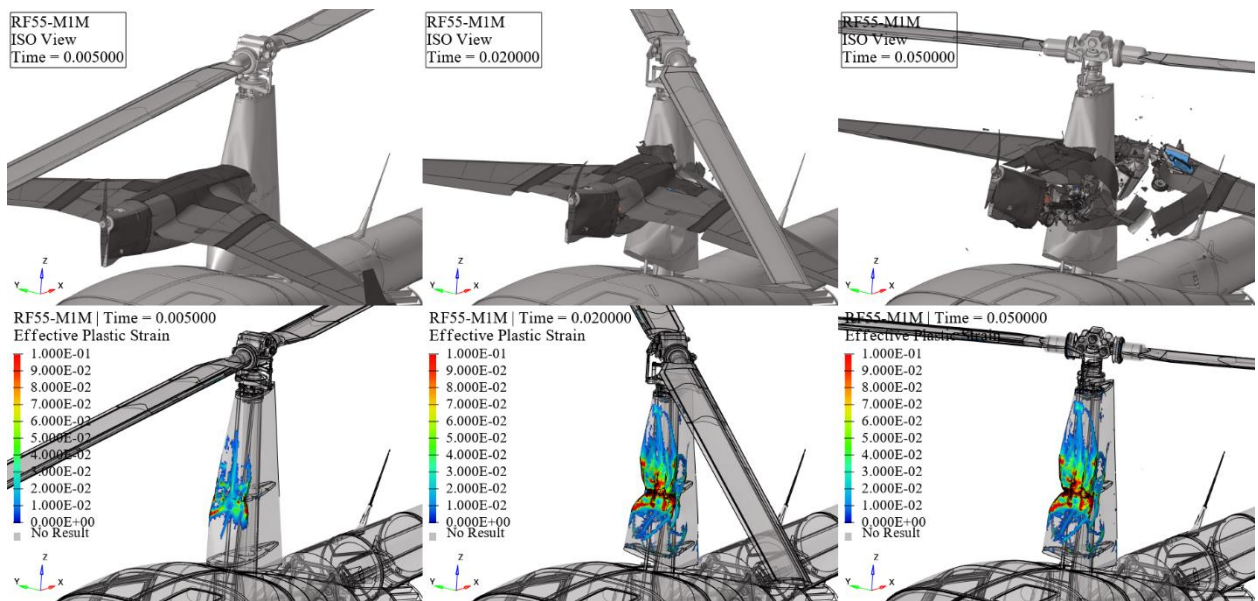 RF55-M1M
ISO View
Time = 0.005000
Z
Y
X
RF55-M1M
ISO View
Time = 0.020000
Z
Y
X
RF55-M1M
ISO View
Time = 0.050000
Z
Y
X
RF55-M1M | Time = 0.005000
Effective Plastic Strain
1.000E-01
9.000E-02
8.000E-02
7.000E-02
6.000E-02
5.000E-02
4.000E-02
3.000E-02
2.000E-02
1.000E-02
0.000E+00
No Result
Z
Y
X
RF55-M1M | Time = 0.020000
Effective Plastic Strain
1.000E-01
9.000E-02
8.000E-02
7.000E-02
6.000E-02
5.000E-02
4.000E-02
3.000E-02
2.000E-02
1.000E-02
0.000E+00
No Result
Z
Y
X
RF55-M1M | Time = 0.050000
Effective Plastic Strain
1.000E-01
9.000E-02
8.000E-02
7.000E-02
6.000E-02
5.000E-02
4.000E-02
3.000E-02
2.000E-02
1.000E-02
0.000E+00
No Result
Z
Y
X